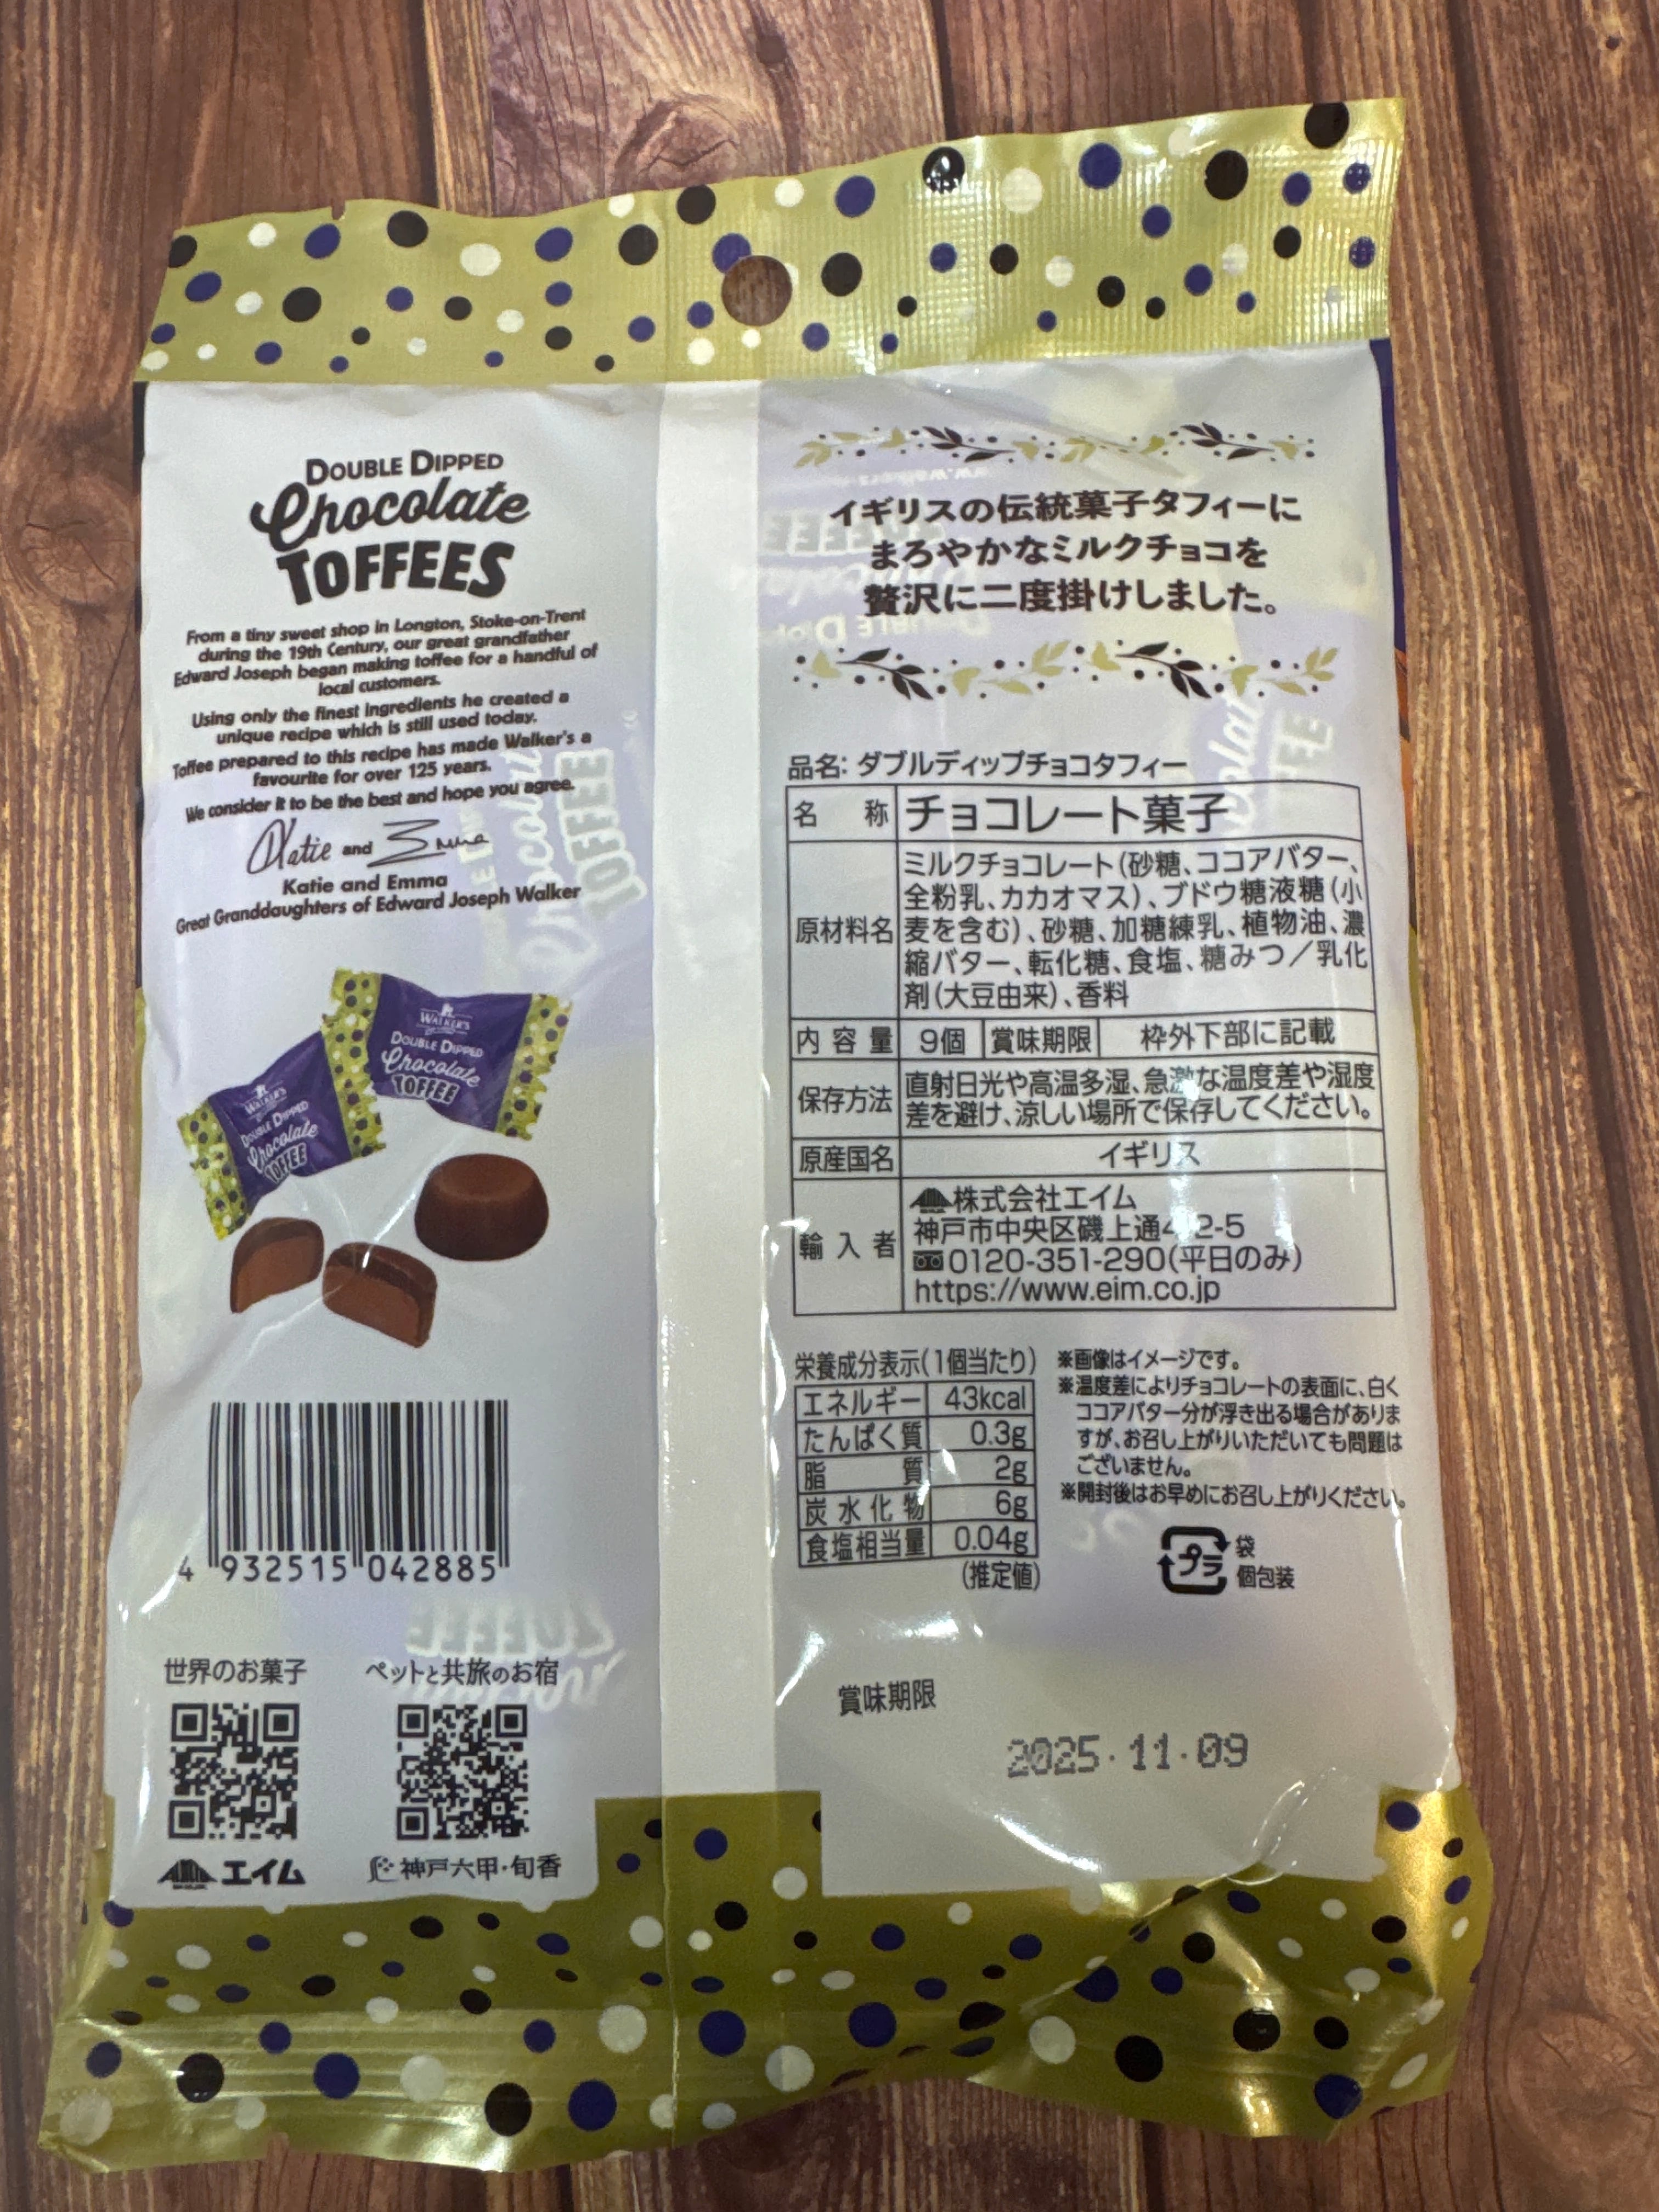 DOUBLE DIPPED
Chocolate
TOFFEES
From a tiny sweet shop in Longton, Stoke-on-Trent
during the 19th Century, our great grandfather
Edward Joseph began making toffee for a handful of
local customers.
Using only the finest ingredients he created a
unique recipe which is still used today.
Toffee prepared to this recipe has made Walker's a
favourite for over 125 years.
We consider it to be the best and hope you agree.
Katie and Emma
Katie and Emma
Great Granddaughters of Edward Joseph Walker
WALKER'S
DOUBLE DIPPED
Chocolate
TOFFEE
WALKER'S
DOUBLE DIPPED
Chocolate
TOFFEE
4 932515 042885
世界のお菓子
エイム
ペットと共旅のお宿
神戸六甲・旬香
イギリスの伝統菓子タフィーに
まろやかなミルクチョコを
贅沢に二度掛けしました。
品名: ダブルディップチョコタフィー
名称 チョコレート菓子
原材料名 ミルクチョコレート(砂糖、ココアバター、
全粉乳、カカオマス)、ブドウ糖液糖(小
麦を含む)、砂糖、加糖練乳、植物油、濃
縮バター、転化糖、食塩、糖みつ/乳化
剤(大豆由来)、香料
内容量 9個 賞味期限 枠外下部に記載
保存方法 直射日光や高温多湿、急激な温度差や湿度
差を避け、涼しい場所で保存してください。
原産国名 イギリス
輸入者 株式会社エイム
神戸市中央区磯上通4-2-5
0120-351-290(平日のみ)
https://www.eim.co.jp
栄養成分表示(1個当たり)
エネルギー 43kcal
たんぱく質 0.3g
脂質 2g
炭水化物 6g
食塩相当量 0.04g
(推定値)
※画像はイメージです。
※温度差によりチョコレートの表面に、白く
ココアバター分が浮き出る場合がありま
すが、お召し上がりいただいても問題は
ございません。
※開封後はお早めにお召し上がりください。
プラ
袋
個包装
賞味期限
2025.11.09